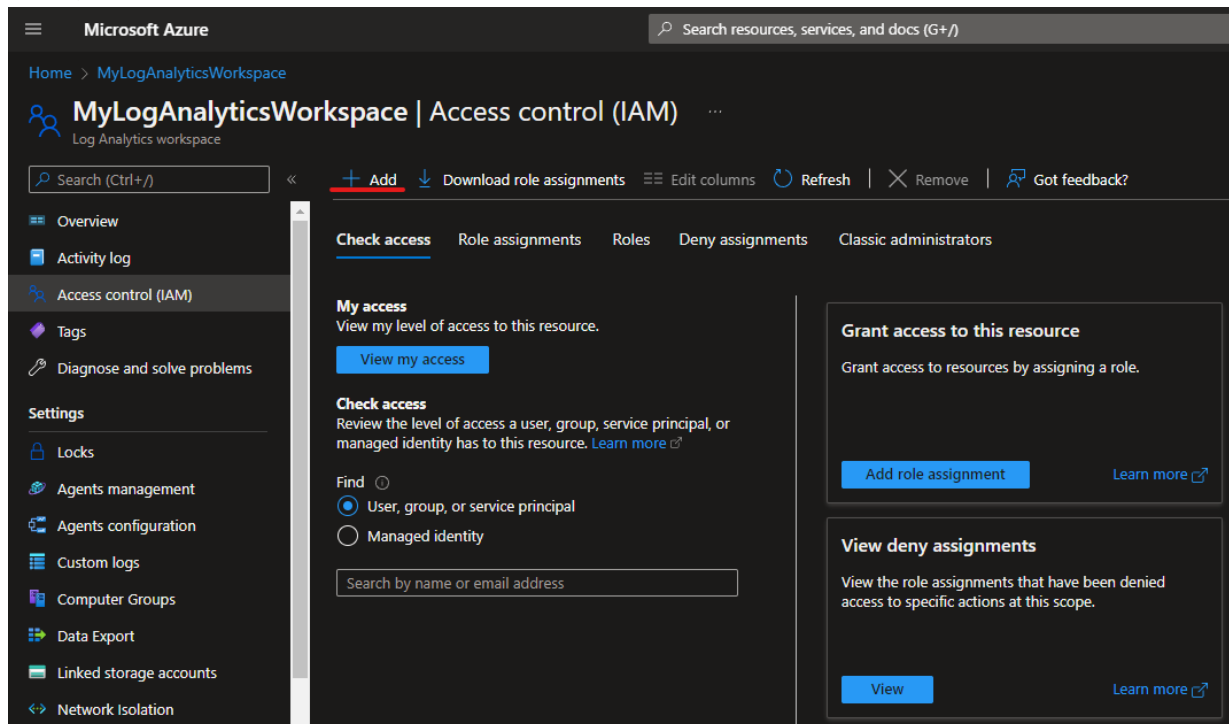 Microsoft Azure
Search resources, services, and docs (G+/)
Home > MyLogAnalyticsWorkspace
MyLogAnalyticsWorkspace | Access control (IAM) ...
Log Analytics workspace
Search (Ctrl+/)
«
Add
Download role assignments
Edit columns
Refresh
Remove
Got feedback?
Overview
Activity log
Access control (IAM)
Tags
Diagnose and solve problems
Settings
Locks
Agents management
Agents configuration
Custom logs
Computer Groups
Data Export
Linked storage accounts
Network Isolation
Check access
Role assignments
Roles
Deny assignments
Classic administrators
My access
View my level of access to this resource.
View my access
Check access
Review the level of access a user, group, service principal, or
managed identity has to this resource. Learn more
Find
User, group, or service principal
Managed identity
Search by name or email address
Grant access to this resource
Grant access to resources by assigning a role.
Add role assignment
Learn more
View deny assignments
View the role assignments that have been denied
access to specific actions at this scope.
View
Learn more